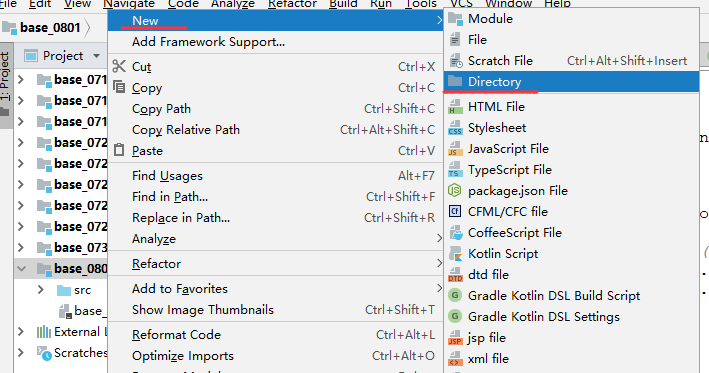 File Edit View Navigate Code Analyze Refactor Build Run Tools VCS Window Help
base_0801
Project
1: Project
base_071
base_071
base_071
base_072
base_072
base_072
base_072
base_072
base_073
base_080
src
base_
External L
Scratches
New
Add Framework Support...
Cut Ctrl+X
Copy Ctrl+C
Copy Path Ctrl+Shift+C
Copy Relative Path Ctrl+Alt+Shift+C
Paste Ctrl+V
Find Usages Alt+F7
Find in Path... Ctrl+Shift+F
Replace in Path... Ctrl+Shift+R
Analyze
Refactor
Add to Favorites
Show Image Thumbnails Ctrl+Shift+T
Reformat Code Ctrl+Alt+L
Optimize Imports Ctrl+Alt+O
Module
File
Scratch File Ctrl+Alt+Shift+Insert
Directory
HTML File
Stylesheet
JavaScript File
TypeScript File
package.json File
CFML/CFC file
CoffeeScript File
Kotlin Script
dtd file
Gradle Kotlin DSL Build Script
Gradle Kotlin DSL Settings
jsp file
xml file